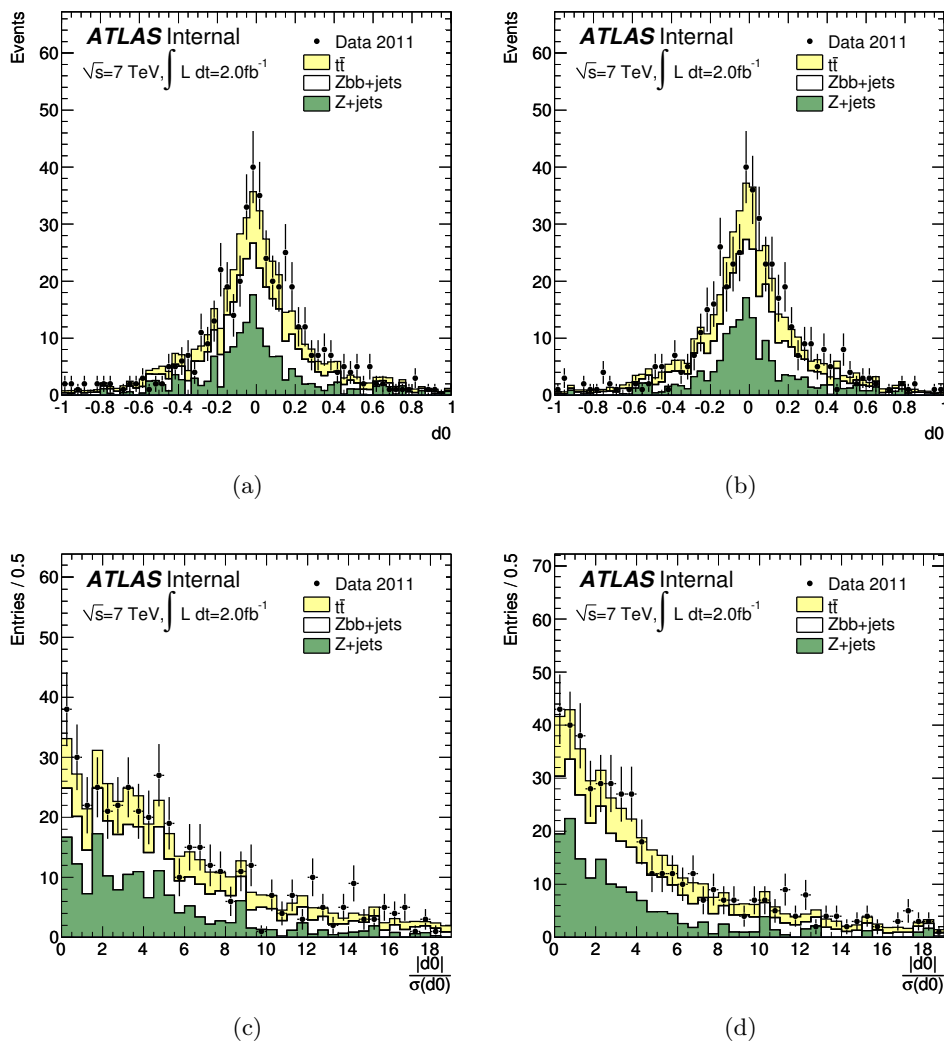 Events
ATLAS Internal
√s=7 TeV, ∫ L dt=2.0fb⁻¹
Data 2011
tt̄
Zbb+jets
Z+jets
60
50
40
30
20
10
0
-1 -0.8 -0.6 -0.4 -0.2 0 0.2 0.4 0.6 0.8 1
d0
(a)
Events
ATLAS Internal
√s=7 TeV, ∫ L dt=2.0fb⁻¹
Data 2011
tt̄
Zbb+jets
Z+jets
60
50
40
30
20
10
0
-1 -0.8 -0.6 -0.4 -0.2 0 0.2 0.4 0.6 0.8 1
d0
(b)
Entries / 0.5
ATLAS Internal
√s=7 TeV, ∫ L dt=2.0fb⁻¹
Data 2011
tt̄
Zbb+jets
Z+jets
60
50
40
30
20
10
0
0 2 4 6 8 10 12 14 16 18
|d0|
σ(d0)
(c)
Entries / 0.5
ATLAS Internal
√s=7 TeV, ∫ L dt=2.0fb⁻¹
Data 2011
tt̄
Zbb+jets
Z+jets
70
60
50
40
30
20
10
0
0 2 4 6 8 10 12 14 16 18
|d0|
σ(d0)
(d)